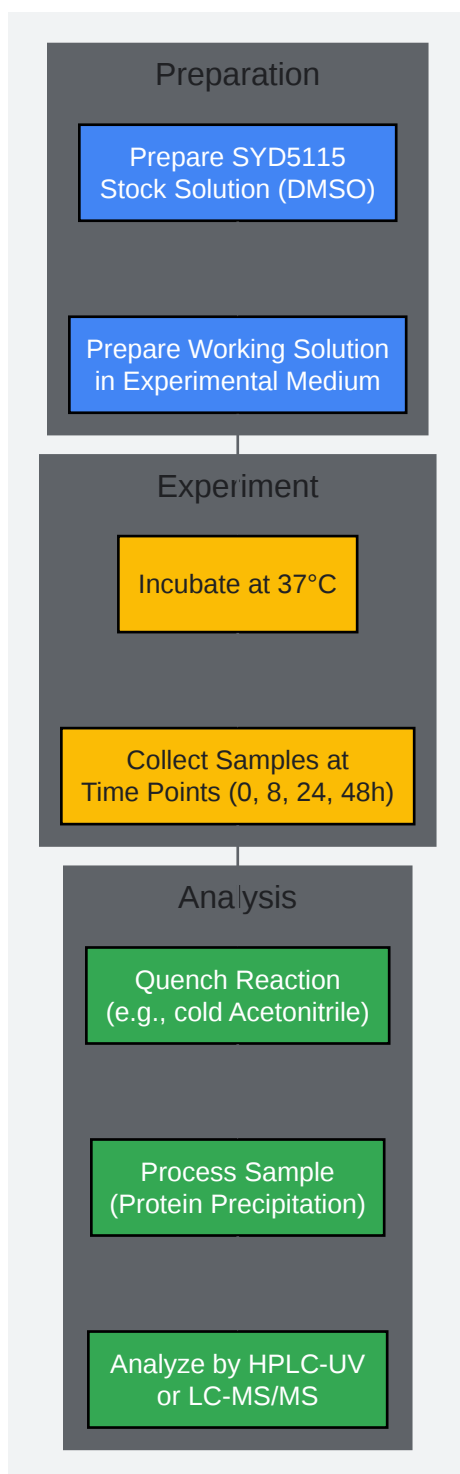 Preparation
Prepare SYD5115
Stock Solution (DMSO)
Prepare Working Solution
in Experimental Medium
Experiment
Incubate at 37°C
Collect Samples at
Time Points (0, 8, 24, 48h)
Analysis
Quench Reaction
(e.g., cold Acetonitrile)
Process Sample
(Protein Precipitation)
Analyze by HPLC-UV
or LC-MS/MS